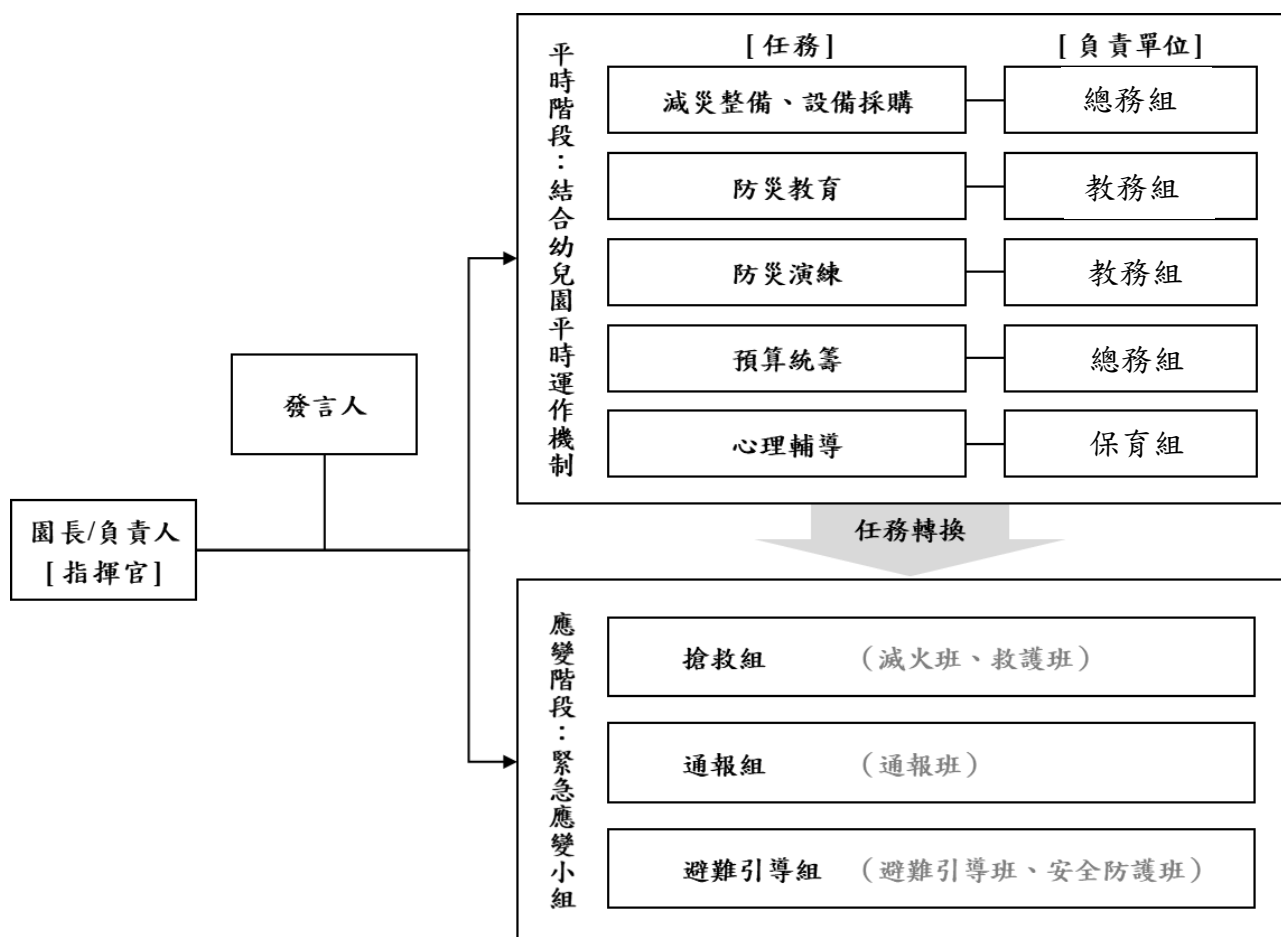 平時階段：結合幼兒園平時運作機制
[任務]
[負責單位]
減災整備、設備採購
總務組
防災教育
教務組
防災演練
教務組
預算統籌
總務組
心理輔導
保育組
發言人
園長/負責人
[指揮官]
任務轉換
應變階段：緊急應變小組
搶救組
（滅火班、救護班）
通報組
（通報班）
避難引導組
（避難引導班、安全防護班）